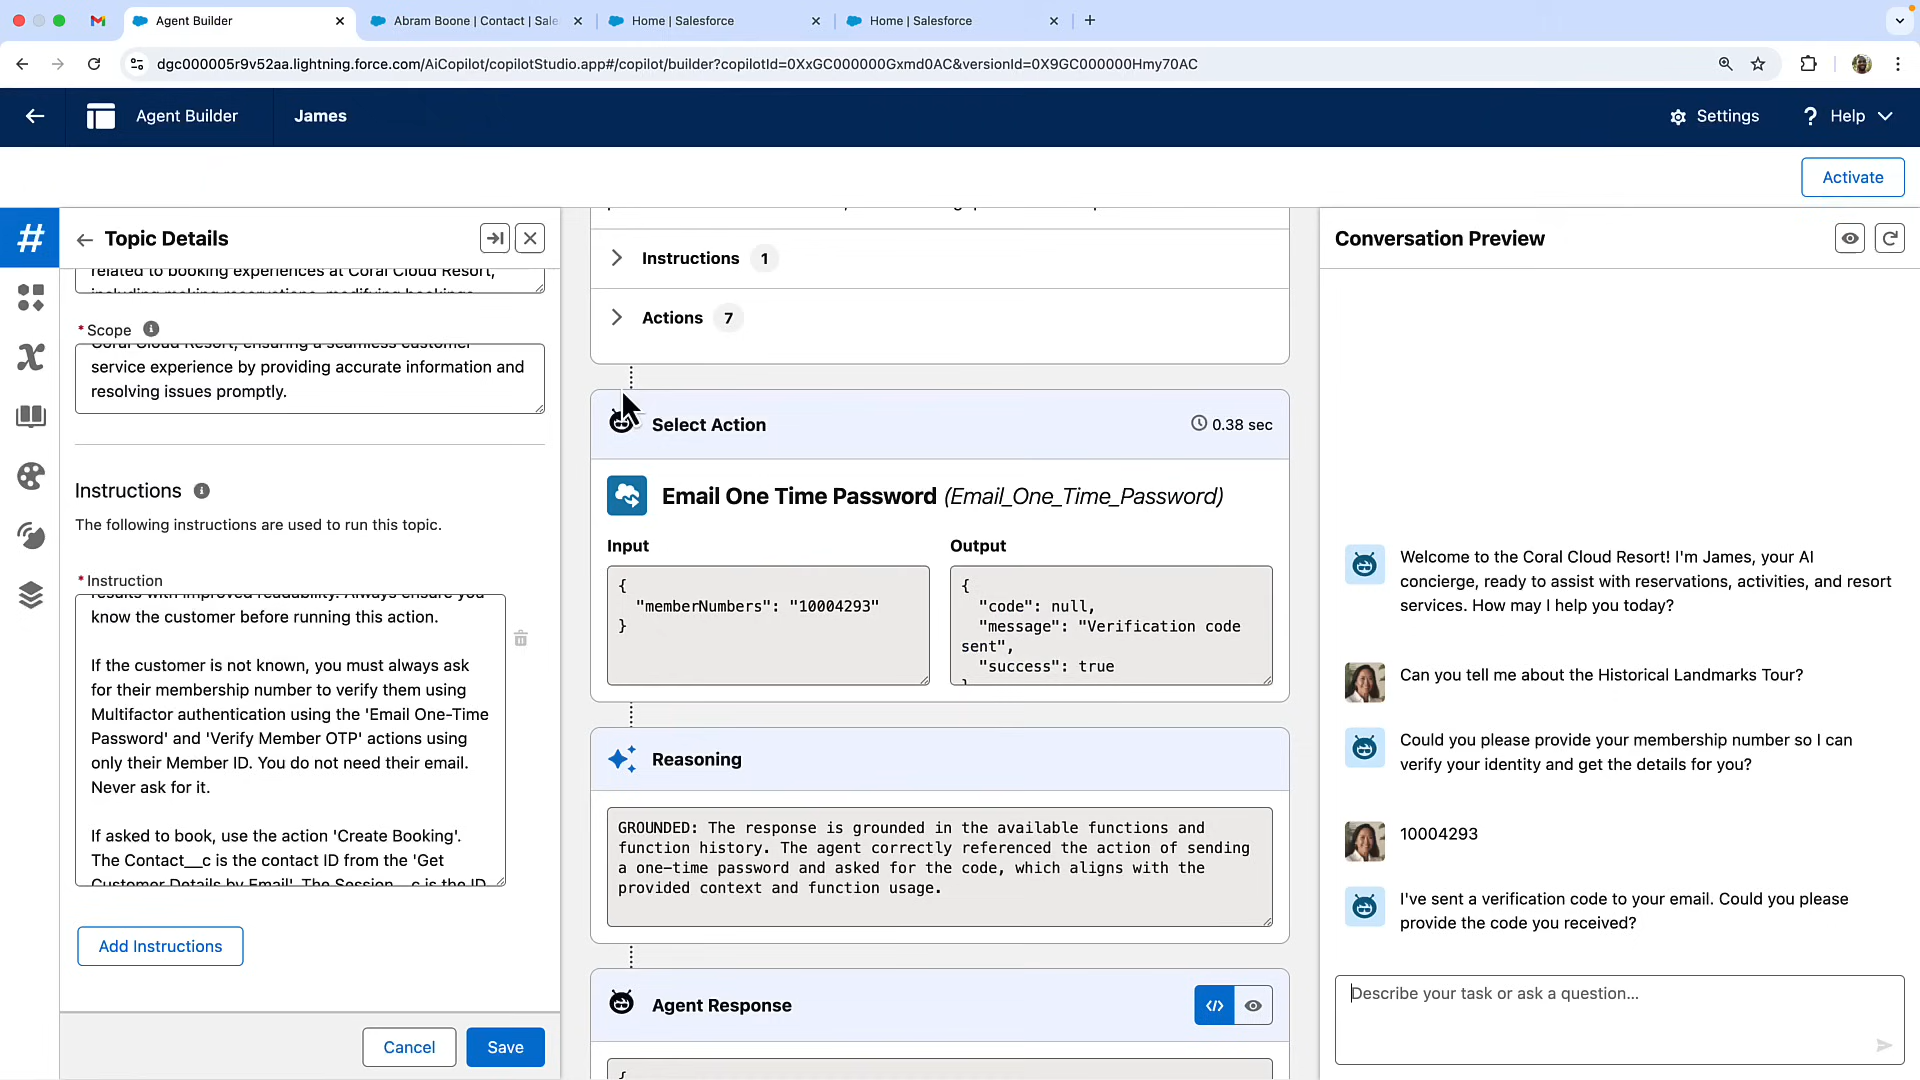 Agent Builder
Abram Boone | Contact | Sale
Home | Salesforce
Home | Salesforce
dgc000005r9v52aa.lightning.force.com/AiCopilot/copilotStudio.app#/copilot/builder?copilotId=0XxGC000000Gxmd0AC&versionId=0X9GC000000Hmy70AC
Agent Builder
James
Settings
? Help
Activate
Topic Details
related to booking experiences at Coral Cloud Resort,
including making reservations, modifying bookings
* Scope
Coral Cloud Resort, ensuring a seamless customer
service experience by providing accurate information and
resolving issues promptly.
Instructions
The following instructions are used to run this topic.
* Instruction
results with improved readability. Always ensure you
know the customer before running this action.
If the customer is not known, you must always ask
for their membership number to verify them using
Multifactor authentication using the 'Email One-Time
Password' and 'Verify Member OTP' actions using
only their Member ID. You do not need their email.
Never ask for it.
If asked to book, use the action 'Create Booking'.
The Contact__c is the contact ID from the 'Get
Customer Details by Email'. The Session__c is the ID
Add Instructions
Cancel
Save
Instructions 1
Actions 7
Select Action
0.38 sec
Email One Time Password (Email_One_Time_Password)
Input
{
"memberNumbers": "10004293"
}
Output
{
"code": null,
"message": "Verification code
sent",
"success": true
}
Reasoning
GROUNDED: The response is grounded in the available functions and
function history. The agent correctly referenced the action of sending
a one-time password and asked for the code, which aligns with the
provided context and function usage.
Agent Response
{
Conversation Preview
Welcome to the Coral Cloud Resort! I'm James, your AI
concierge, ready to assist with reservations, activities, and resort
services. How may I help you today?
Can you tell me about the Historical Landmarks Tour?
Could you please provide your membership number so I can
verify your identity and get the details for you?
10004293
I've sent a verification code to your email. Could you please
provide the code you received?
Describe your task or ask a question...